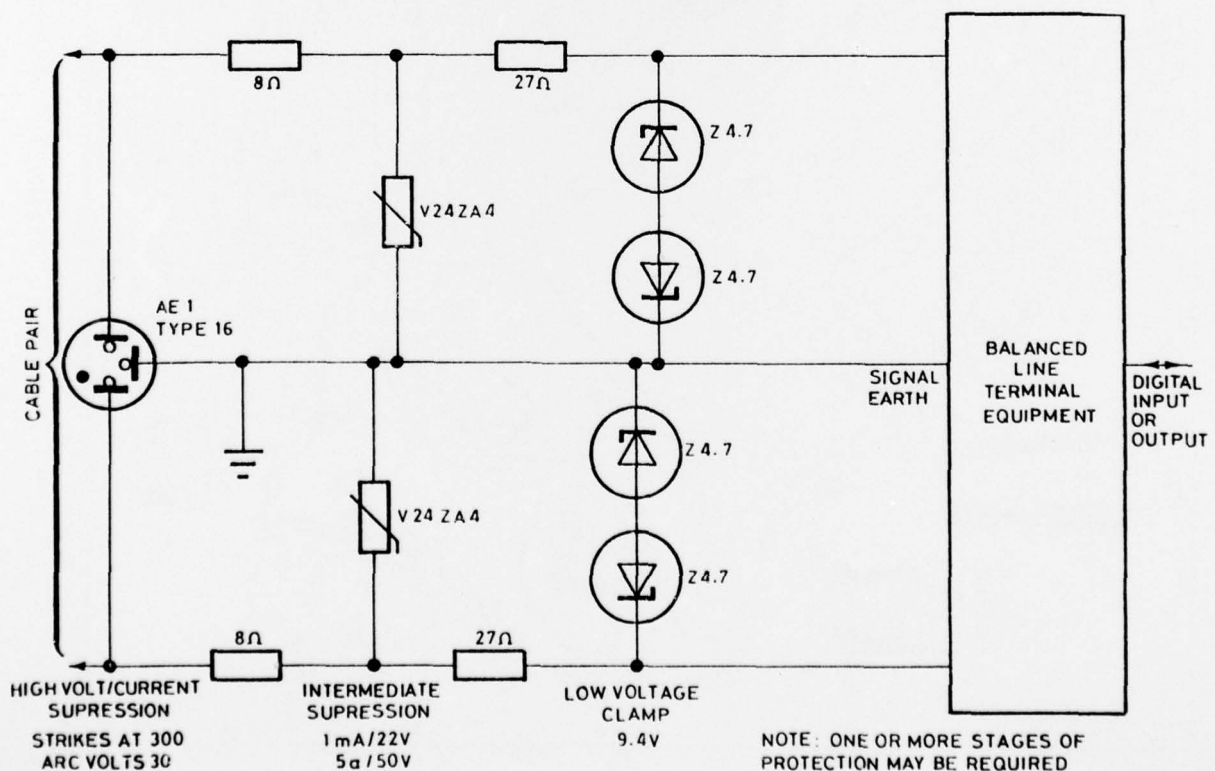 8Ω
27Ω
Z 4.7
V24ZA4
Z 4.7
AE 1
TYPE 16
CABLE PAIR
SIGNAL
EARTH
BALANCED
LINE
TERMINAL
EQUIPMENT
DIGITAL
INPUT
OR
OUTPUT
Z 4.7
V 24 ZA 4
Z 4.7
8Ω
27Ω
HIGH VOLT/CURRENT
SUPRESSION
STRIKES AT 300
ARC VOLTS 30
INTERMEDIATE
SUPRESSION
1mA/22V
5a/50V
LOW VOLTAGE
CLAMP
9.4V
NOTE: ONE OR MORE STAGES OF
PROTECTION MAY BE REQUIRED